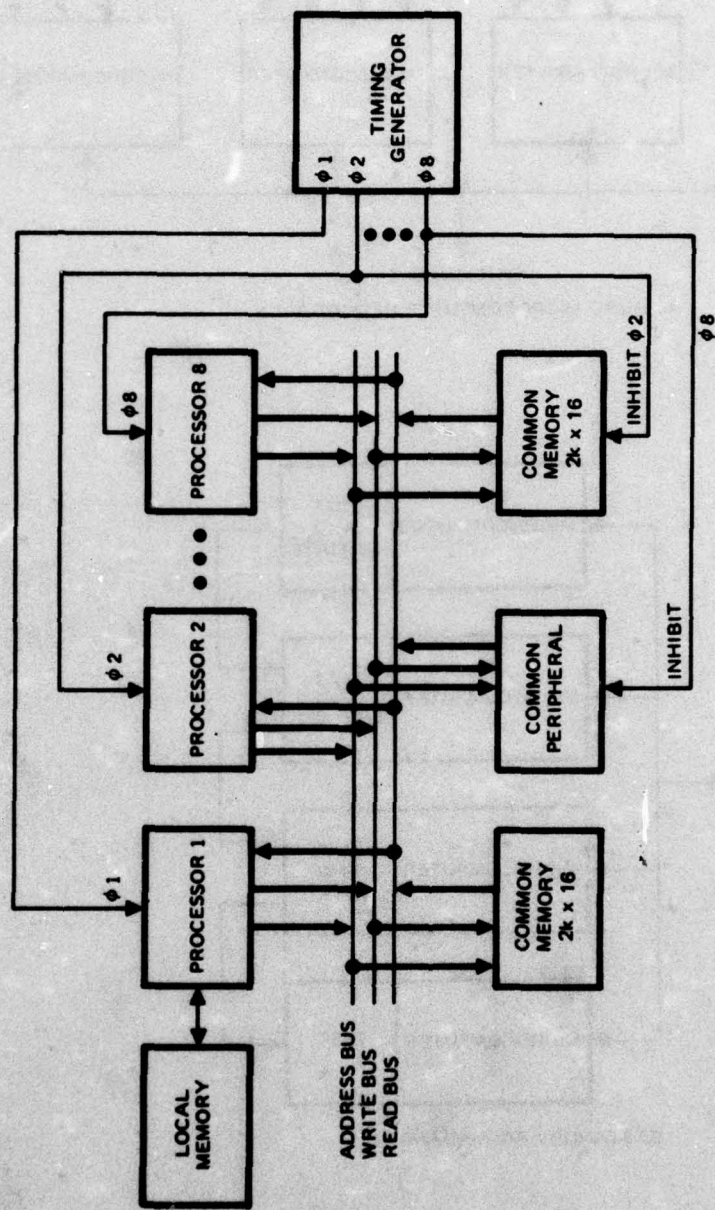 TIMING
GENERATOR
ϕ1
ϕ2
ϕ8
ϕ1
ϕ2
ϕ8
LOCAL
MEMORY
PROCESSOR 1
PROCESSOR 2
PROCESSOR 8
ADDRESS BUS
WRITE BUS
READ BUS
COMMON
MEMORY
2k x 16
COMMON
PERIPHERAL
COMMON
MEMORY
2k x 16
INHIBIT
INHIBIT ϕ2
ϕ8